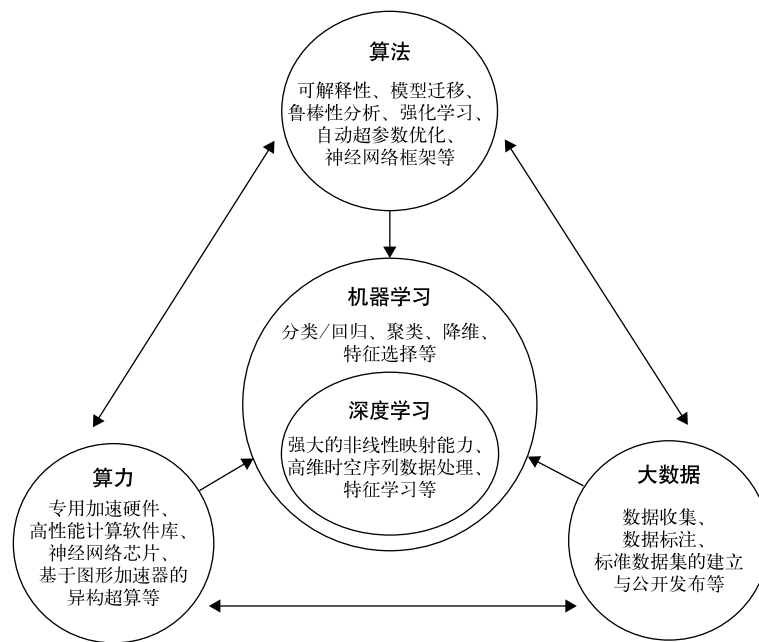 算法
可解释性、模型迁移、
鲁棒性分析、强化学习、
自动超参数优化、
神经网络框架等
机器学习
分类/回归、聚类、降维、
特征选择等
深度学习
强大的非线性映射能力、
高维时空序列数据处理、
特征学习等
算力
专用加速硬件、
高性能计算软件库、
神经网络芯片、
基于图形加速器的
异构超算等
大数据
数据收集、
数据标注、
标准数据集的建立
与公开发布等